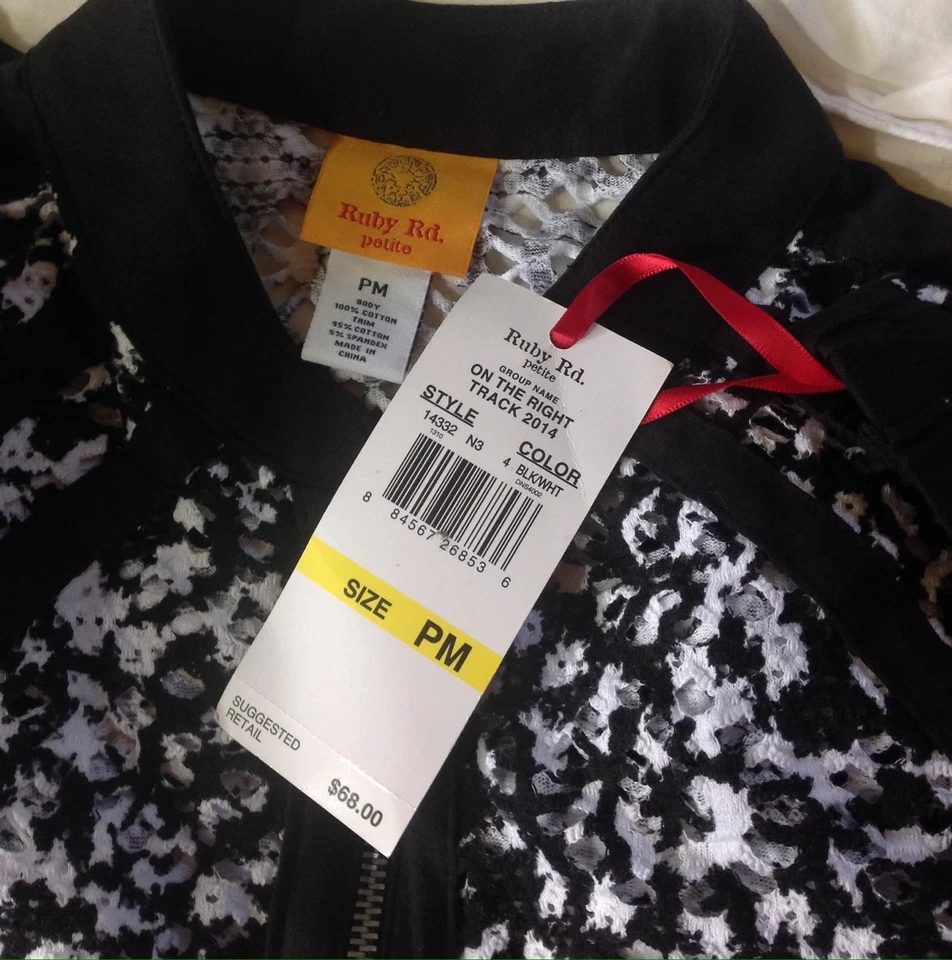 Ruby Rd.
petite
PM
BODY
100% COTTON
TRIM
95% COTTON
5% SPANDEX
MADE IN
CHINA
Ruby Rd.
petite
GROUP NAME
ON THE RIGHT
TRACK 2014
STYLE
14332 N3
1310
COLOR
4 BLK/WHT
DNS4002
8 84567 26853 6
SIZE PM
SUGGESTED
RETAIL
$68.00